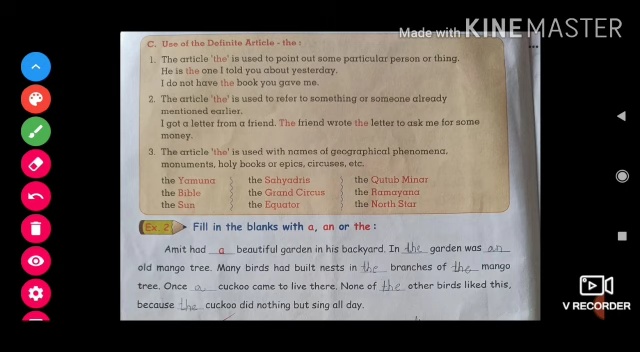 Made with KINEMASTER
C. Use of the Definite Article - the :
1. The article 'the' is used to point out some particular person or thing.
He is the one I told you about yesterday.
I do not have the book you gave me.
2. The article 'the' is used to refer to something or someone already
mentioned earlier.
I got a letter from a friend. The friend wrote the letter to ask me for some
money.
3. The article 'the' is used with names of geographical phenomena,
monuments, holy books or epics, circuses, etc.
the Yamuna the Sahyadris the Qutub Minar
the Bible the Grand Circus the Ramayana
the Sun the Equator the North Star
Ex. 2 Fill in the blanks with a, an or the :
Amit had a beautiful garden in his backyard. In the garden was an
old mango tree. Many birds had built nests in the branches of the mango
tree. Once a cuckoo came to live there. None of the other birds liked this,
because the cuckoo did nothing but sing all day.
V RECORDER